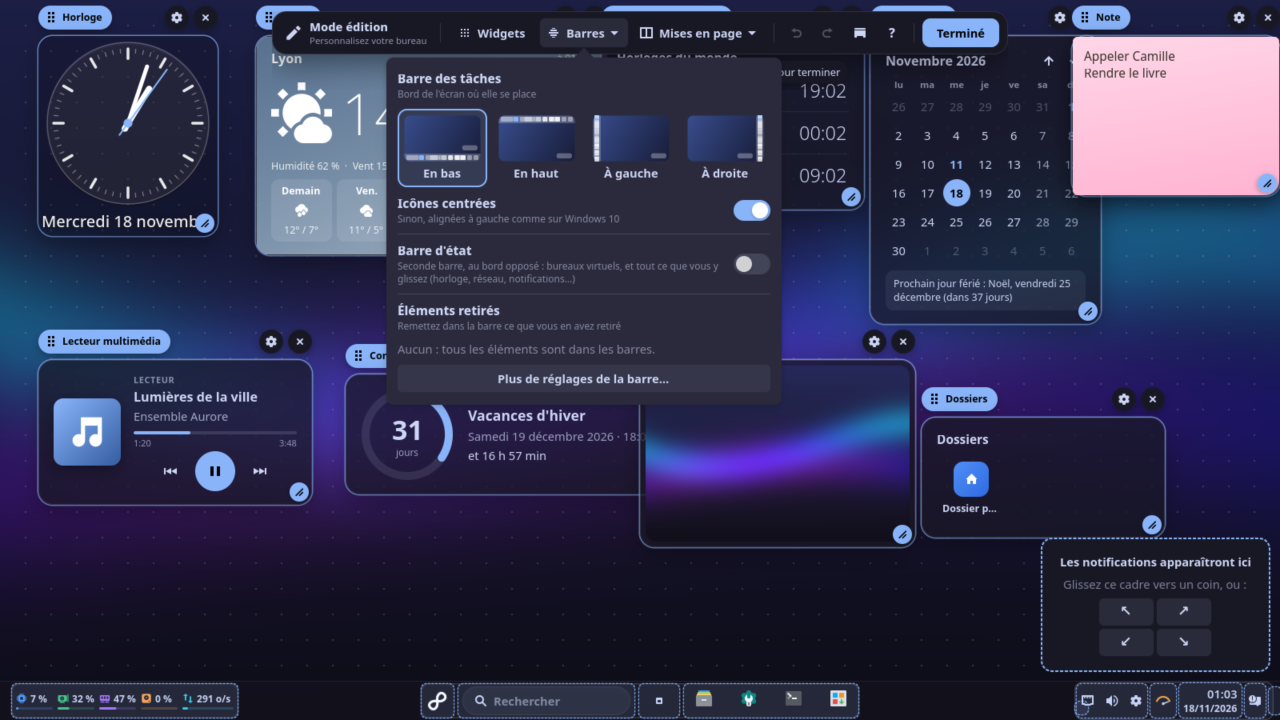 Horloge
Mode édition
Personnalisez votre bureau
Widgets
Barres
Mises en page
?
Terminé
Note
Lyon
Humidité 62 % · Vent 15
Demain
12° / 7°
Ven.
11° / 5°
Mercredi 18 novemb
Barre des tâches
Bord de l'écran où elle se place
En bas
En haut
À gauche
À droite
Icônes centrées
Sinon, alignées à gauche comme sur Windows 10
Barre d'état
Seconde barre, au bord opposé : bureaux virtuels, et tout ce que vous y
glissez (horloge, réseau, notifications...)
Éléments retirés
Remettez dans la barre ce que vous en avez retiré
Aucun : tous les éléments sont dans les barres.
Plus de réglages de la barre...
our terminer
19:02
00:02
09:02
Novembre 2026
lu ma me je ve sa
26 27 28 29 30 31
2 3 4 5 6 7 8
9 10 11 12 13 14
16 17 18 19 20 21 22
23 24 25 26 27 28 29
30 1 2 3 4 5 6
Prochain jour férié : Noël, vendredi 25
décembre (dans 37 jours)
Appeler Camille
Rendre le livre
Lecteur multimédia
LECTEUR
Lumières de la ville
Ensemble Aurore
1:20
3:48
31
jours
Vacances d'hiver
Samedi 19 décembre 2026 · 18:
et 16 h 57 min
Dossiers
Dossiers
Dossier p...
Les notifications apparaîtront ici
Glissez ce cadre vers un coin, ou :
7 %
32 %
47 %
0 %
291 o/s
Rechercher
01:03
18/11/2026